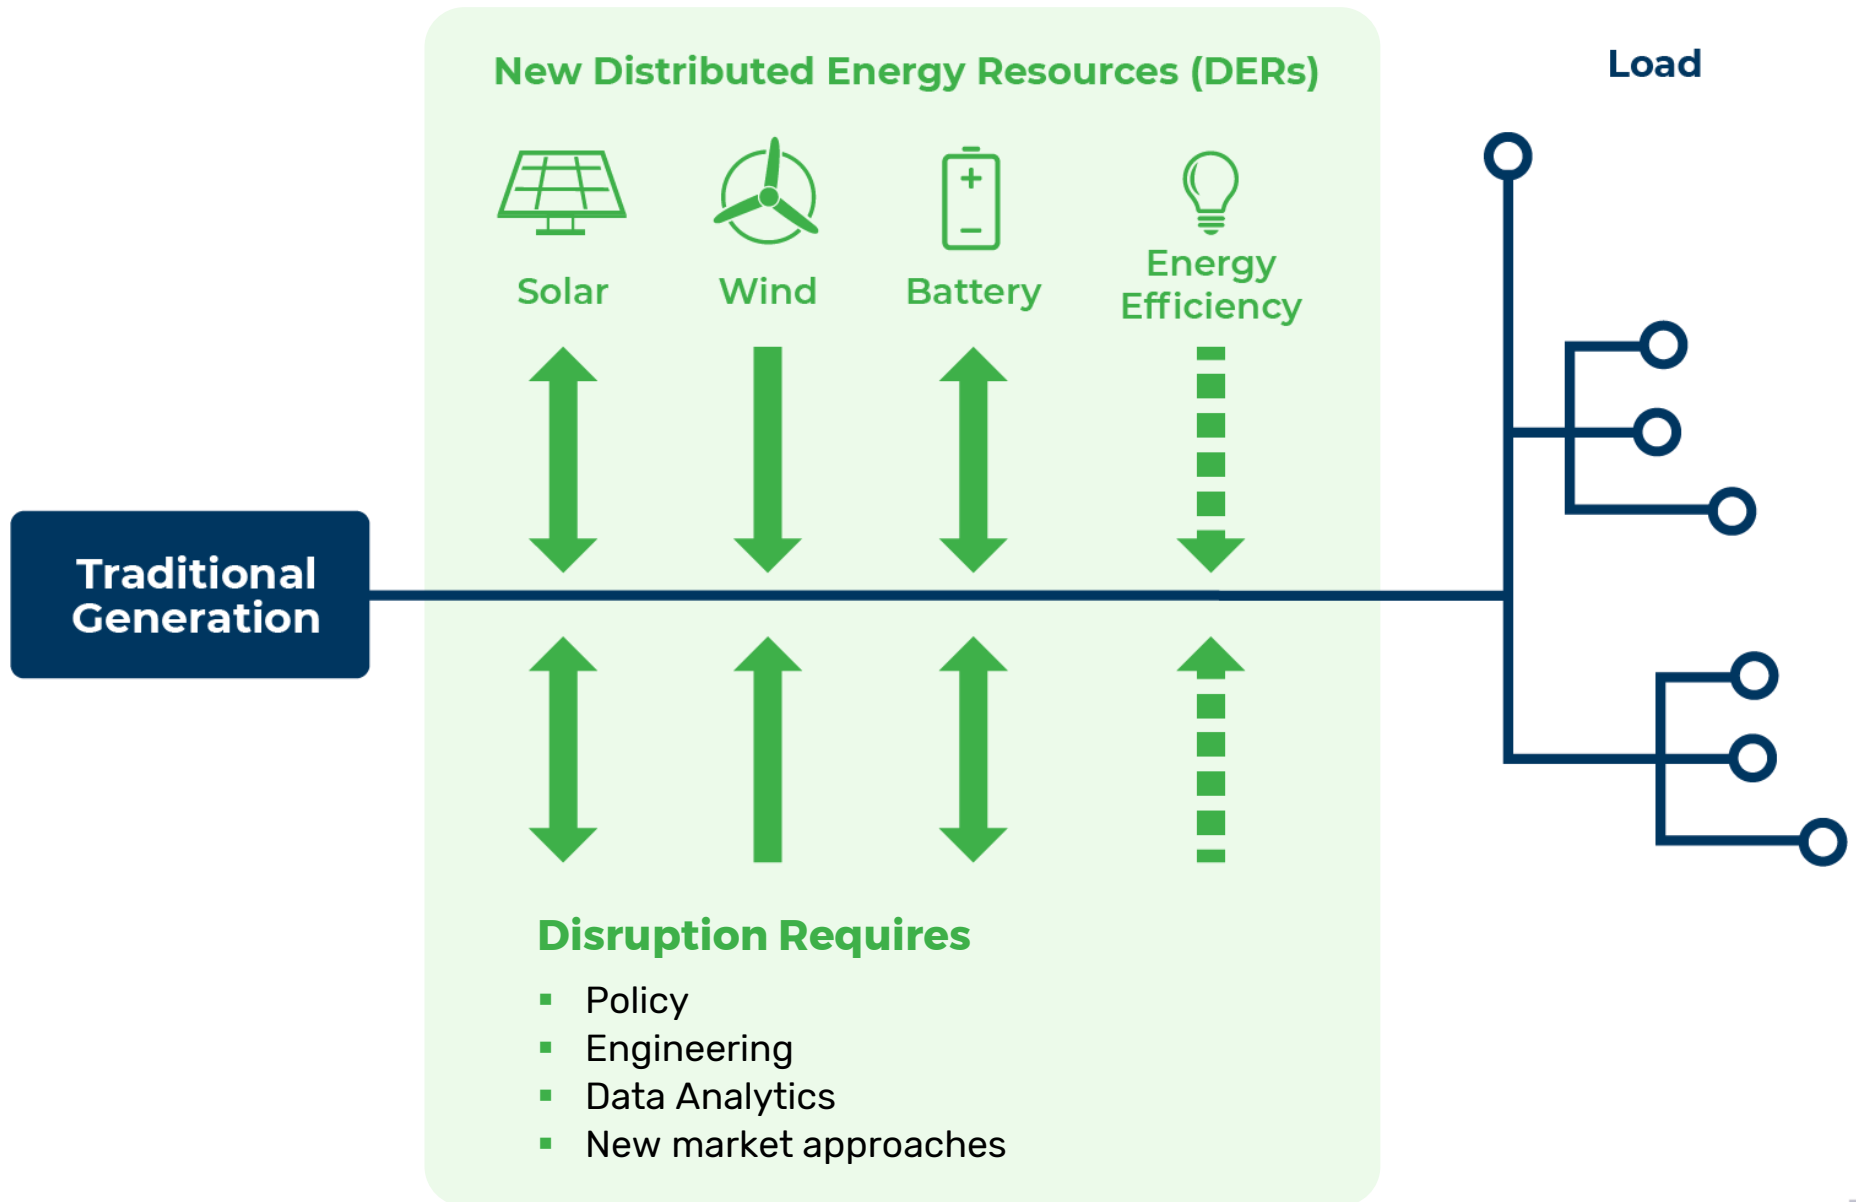 New Distributed Energy Resources (DERs)
Load
Solar
Wind
Battery
Energy
Efficiency
Traditional
Generation
Disruption Requires
▪ Policy
▪ Engineering
▪ Data Analytics
▪ New market approaches